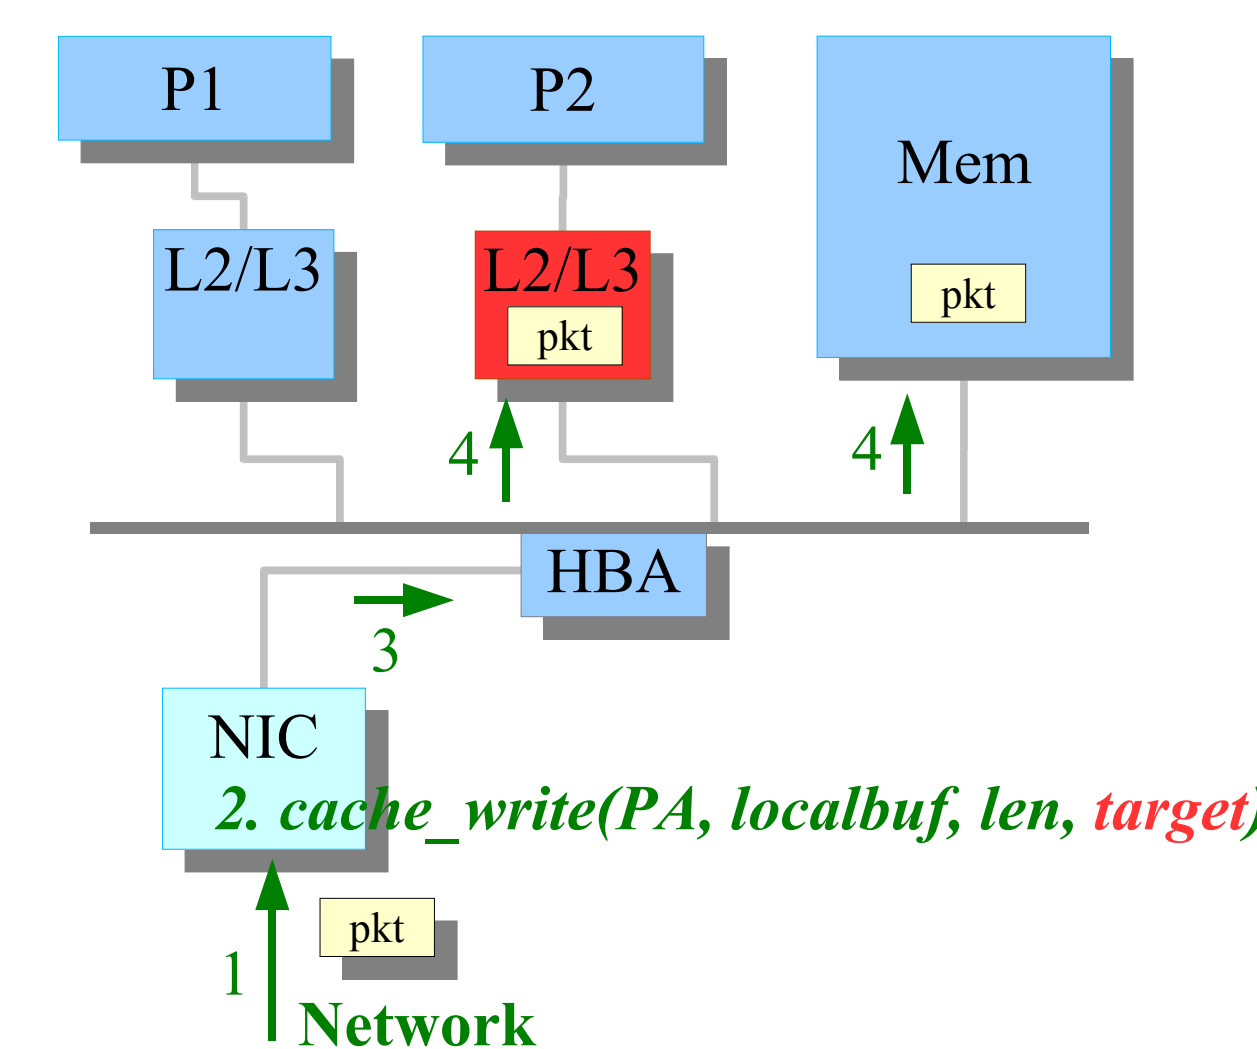 P1
P2
Mem
L2/L3
L2/L3
pkt
pkt
4
4
HBA
3
NIC
2. cache_write(PA, localbuf, len, target)
pkt
1
Network